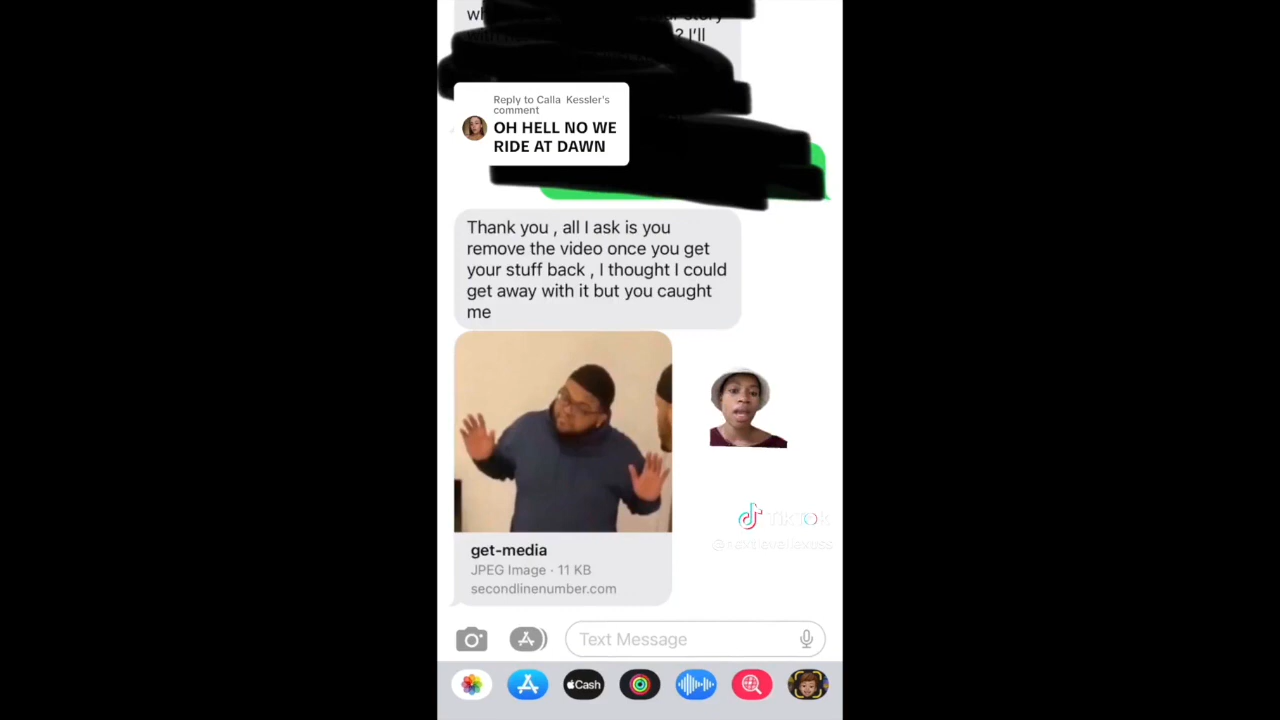 ? I'll
Reply to Calla Kessler's
comment
OH HELL NO WE
RIDE AT DAWN
Thank you , all I ask is you
remove the video once you get
your stuff back , I thought I could
get away with it but you caught
me
get-media
JPEG Image · 11 KB
secondlinenumber.com
TikTok
Text Message
Cash